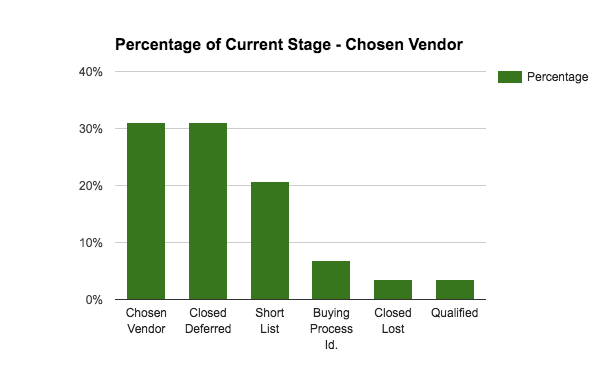 Percentage of Current Stage - Chosen Vendor
40%
Percentage
30%
20%
10%
0%
Chosen
Vendor
Closed
Deferred
Short
List
Buying
Process
Id.
Closed
Lost
Qualified